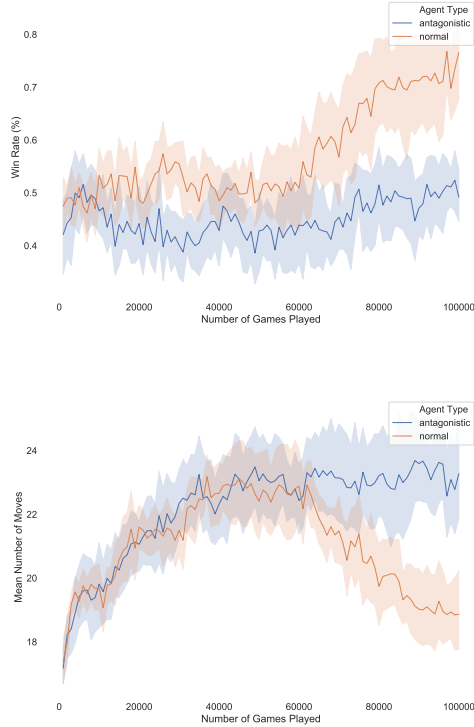 Agent Type
antagonistic
normal
0.8
0.7
0.6
0.5
0.4
Win Rate (%)
0 20000 40000 60000 80000 100000
Number of Games Played
Agent Type
antagonistic
normal
24
22
20
18
Mean Number of Moves
0 20000 40000 60000 80000 100000
Number of Games Played